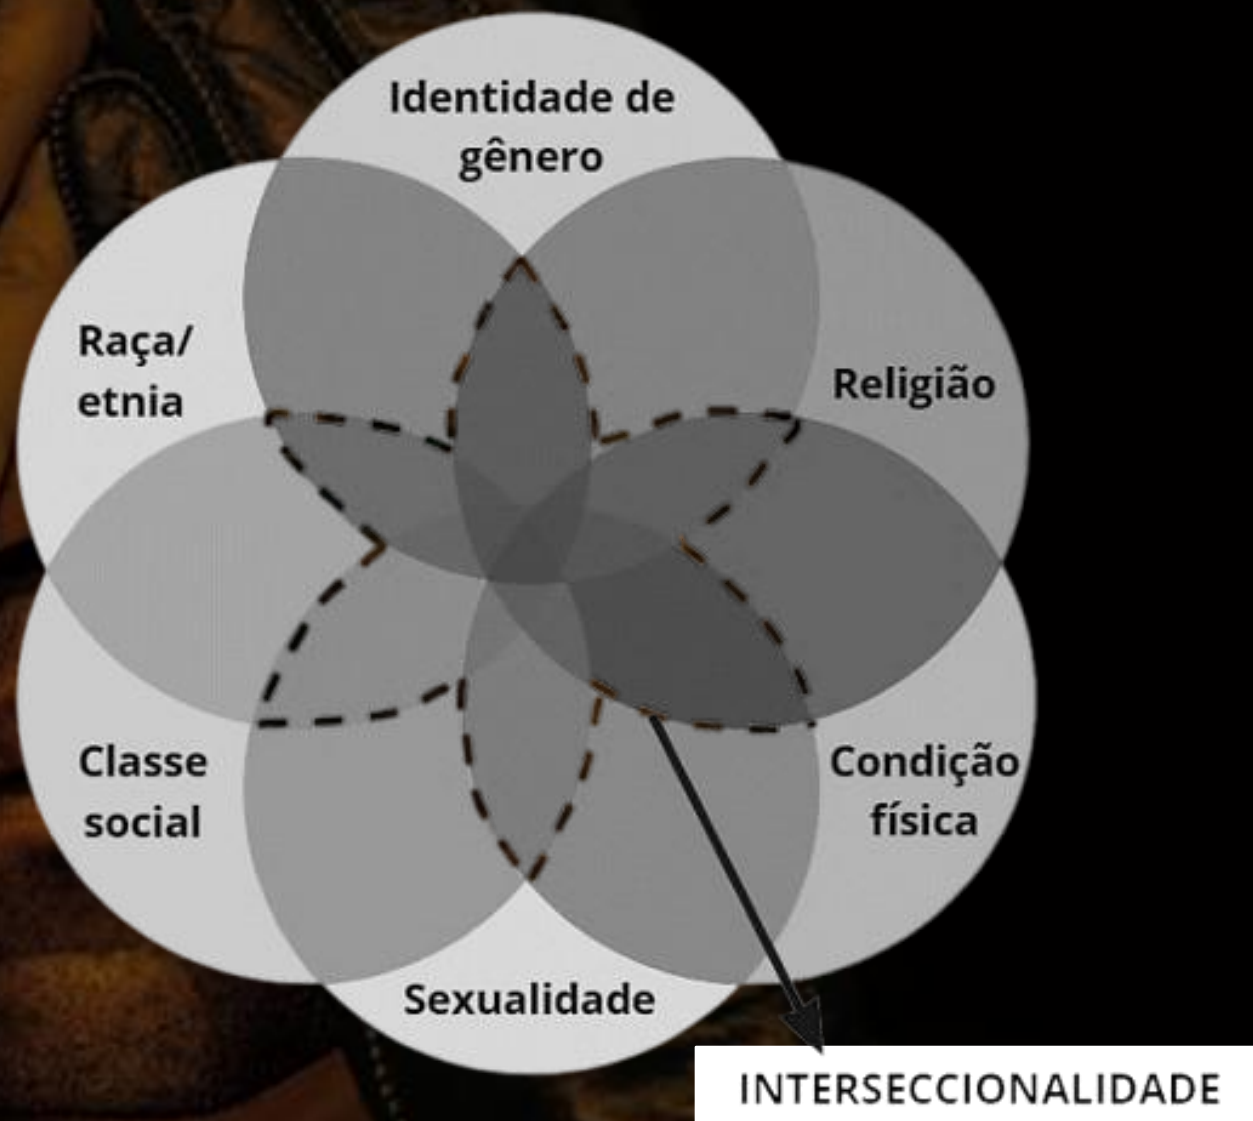 Identidade de
gênero
Raça/
etnia
Religião
Classe
social
Condição
física
Sexualidade
INTERSECCIONALIDADE